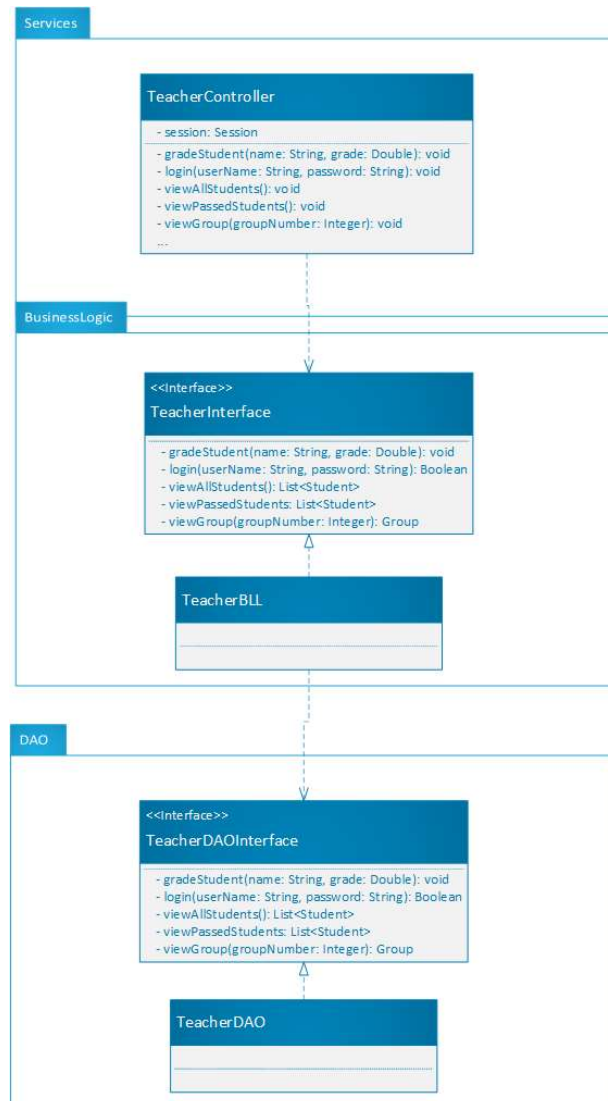 Services
TeacherController
- session: Session
- gradeStudent(name: String, grade: Double): void
- login(userName: String, password: String): void
- viewAllStudents(): void
- viewPassedStudents(): void
- viewGroup(groupNumber: Integer): void
...
BusinessLogic
<<Interface>>
TeacherInterface
- gradeStudent(name: String, grade: Double): void
- login(userName: String, password: String): Boolean
- viewAllStudents(): List<Student>
- viewPassedStudents: List<Student>
- viewGroup(groupNumber: Integer): Group
TeacherBLL
DAO
<<Interface>>
TeacherDAOInterface
- gradeStudent(name: String, grade: Double): void
- login(userName: String, password: String): Boolean
- viewAllStudents(): List<Student>
- viewPassedStudents: List<Student>
- viewGroup(groupNumber: Integer): Group
TeacherDAO